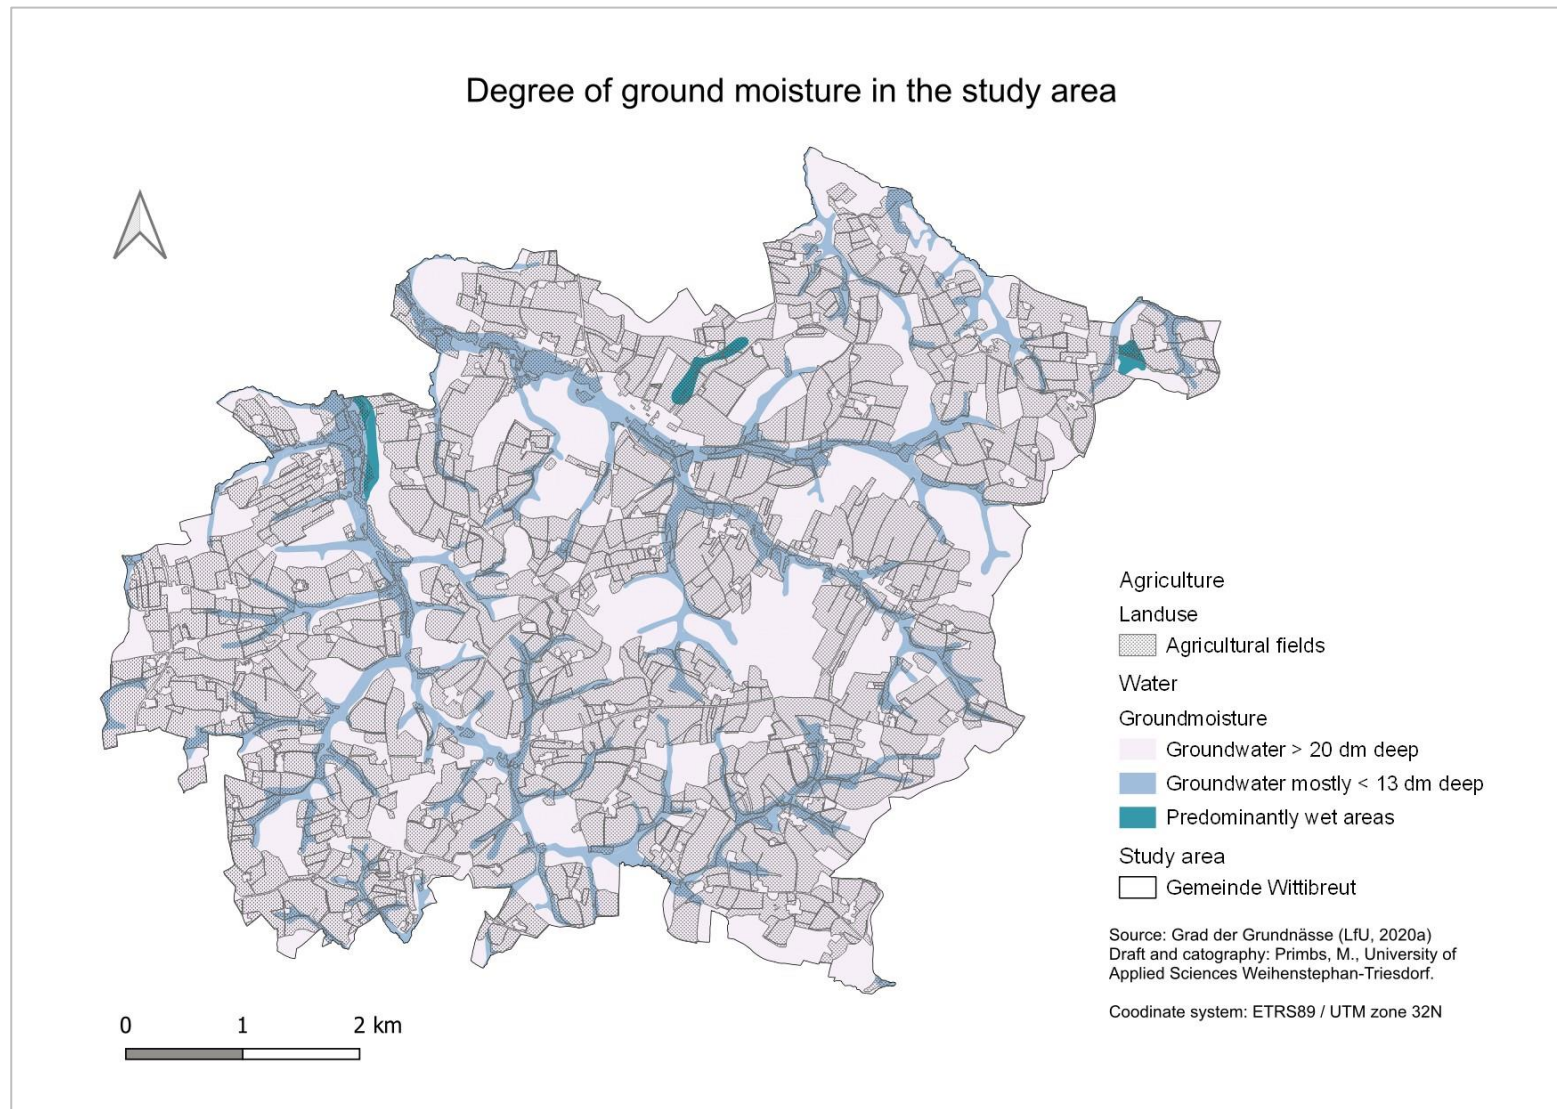 Degree of ground moisture in the study area
Agriculture
Landuse
Agricultural fields
Water
Groundmoisture
Groundwater > 20 dm deep
Groundwater mostly < 13 dm deep
Predominantly wet areas
Study area
Gemeinde Wittibreut
Source: Grad der Grundnässe (LfU, 2020a)
Draft and catography: Primbs, M., University of
Applied Sciences Weihenstephan-Triesdorf.
Coodinate system: ETRS89 / UTM zone 32N
0 1 2 km